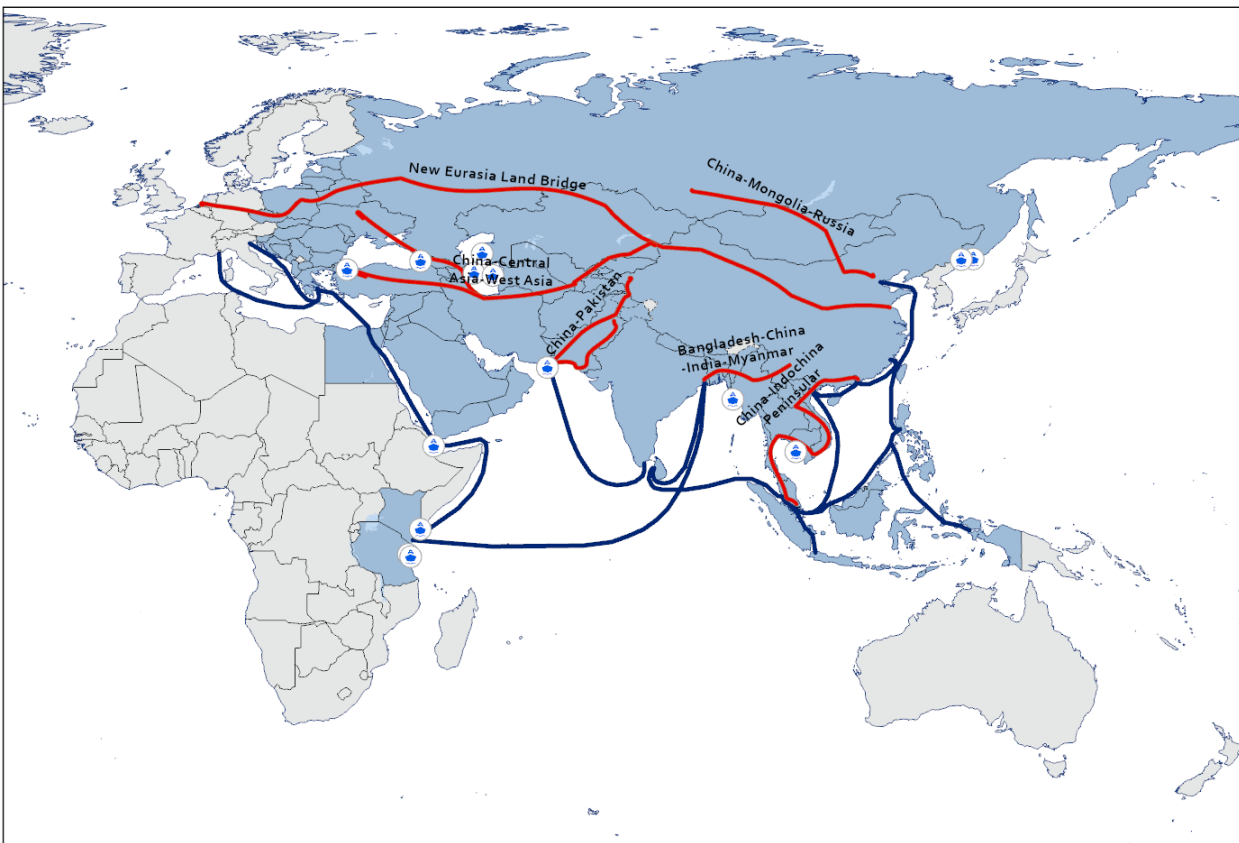 New Eurasia Land Bridge
China-Mongolia-Russia
China-Central
Asia-West Asia
China-Pakistan
Bangladesh-China
-India-Myanmar
China-Indochina
Peninsular